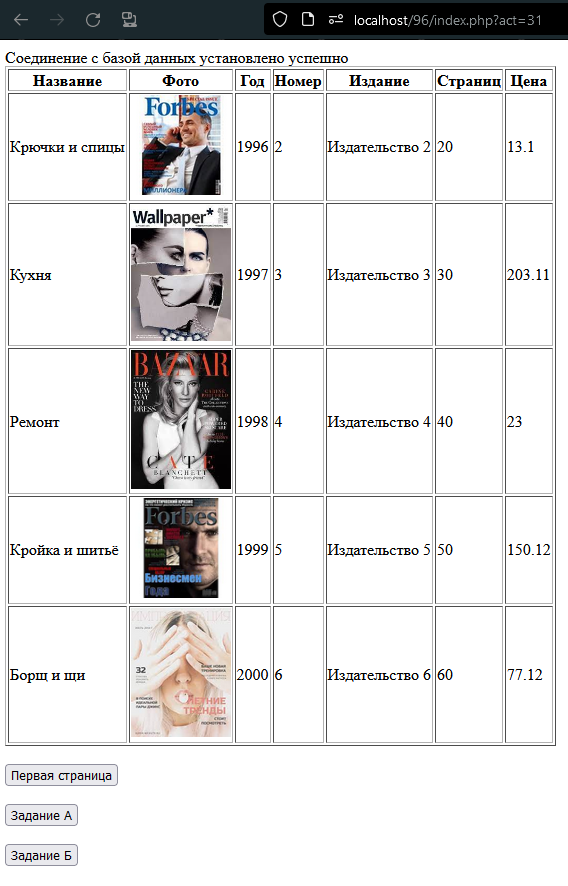 localhost/96/index.php?act=31
Соединение с базой данных установлено успешно
Название Фото Год Номер Издание Страниц Цена
Forbes
Крючки и спицы 1996 2 Издательство 2 20 13.1
Wallpaper*
Кухня 1997 3 Издательство 3 30 203.11
BAZAAR
THE
NEW
WAY
TO
DRESS
Ремонт 1998 4 Издательство 4 40 23
CATE
BLANCHETT
Forbes
Кройка и шитьё 1999 5 Издательство 5 50 150.12
Бизнесмен
Года
32
Борщ и щи 2000 6 Издательство 6 60 77.12
ЛЕТНИЕ
ТРЕНДЫ
СТОИТ
ПОСМОТРЕТЬ
Первая страница
Задание А
Задание Б